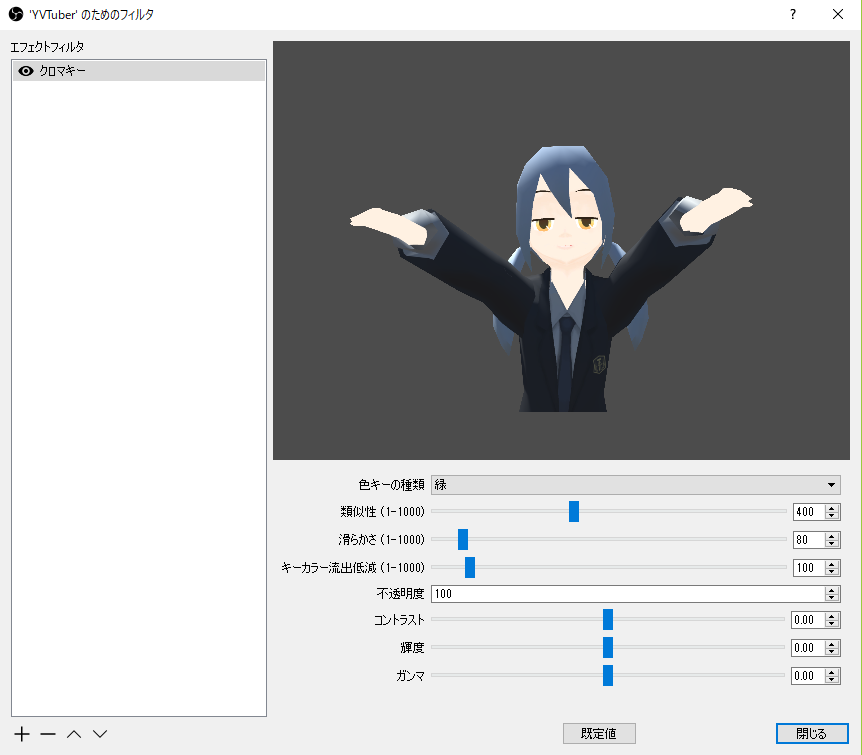 'YVTuber' のためのフィルタ
?
エフェクトフィルタ
クロマキー
色キーの種類 緑
類似性 (1-1000) 400
滑らかさ (1-1000) 80
キーカラー流出低減 (1-1000) 100
不透明度 100
コントラスト 0.00
輝度 0.00
ガンマ 0.00
既定値 閉じる